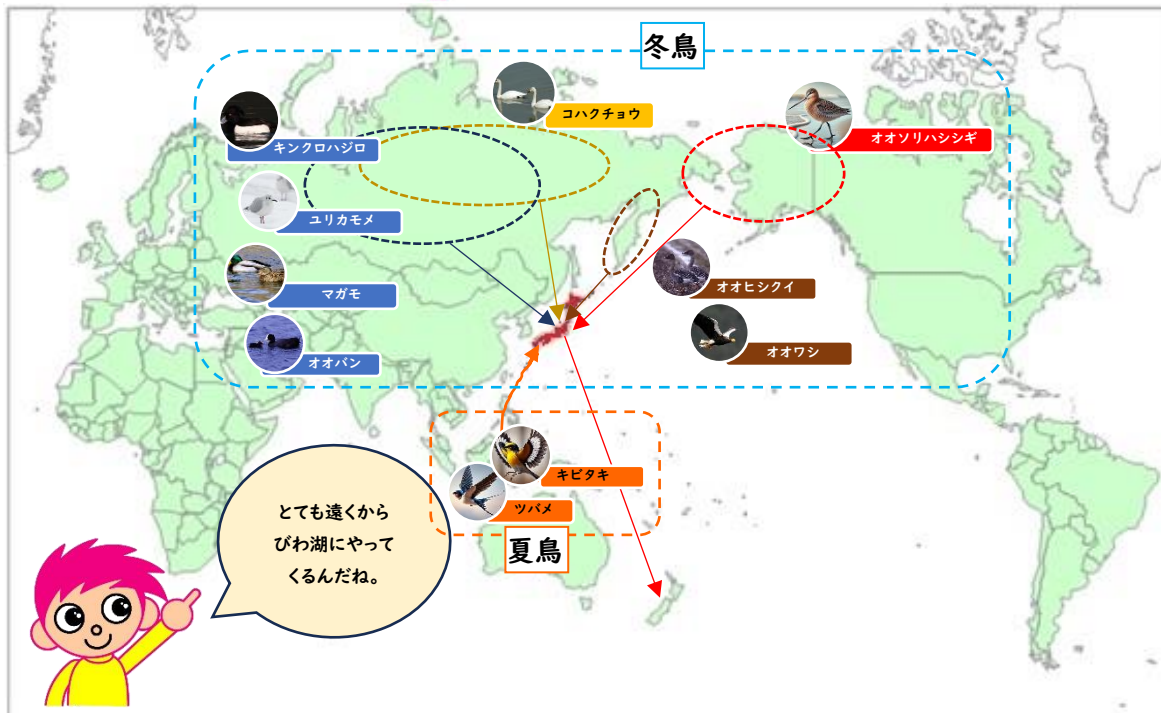 冬鳥
コハクチョウ
オオソリハシシギ
キンクロハジロ
ユリカモメ
マガモ
オオバン
オオヒシクイ
オオワシ
キビタキ
ツバメ
夏鳥
とても遠くから
びわ湖にやって
くるんだね。